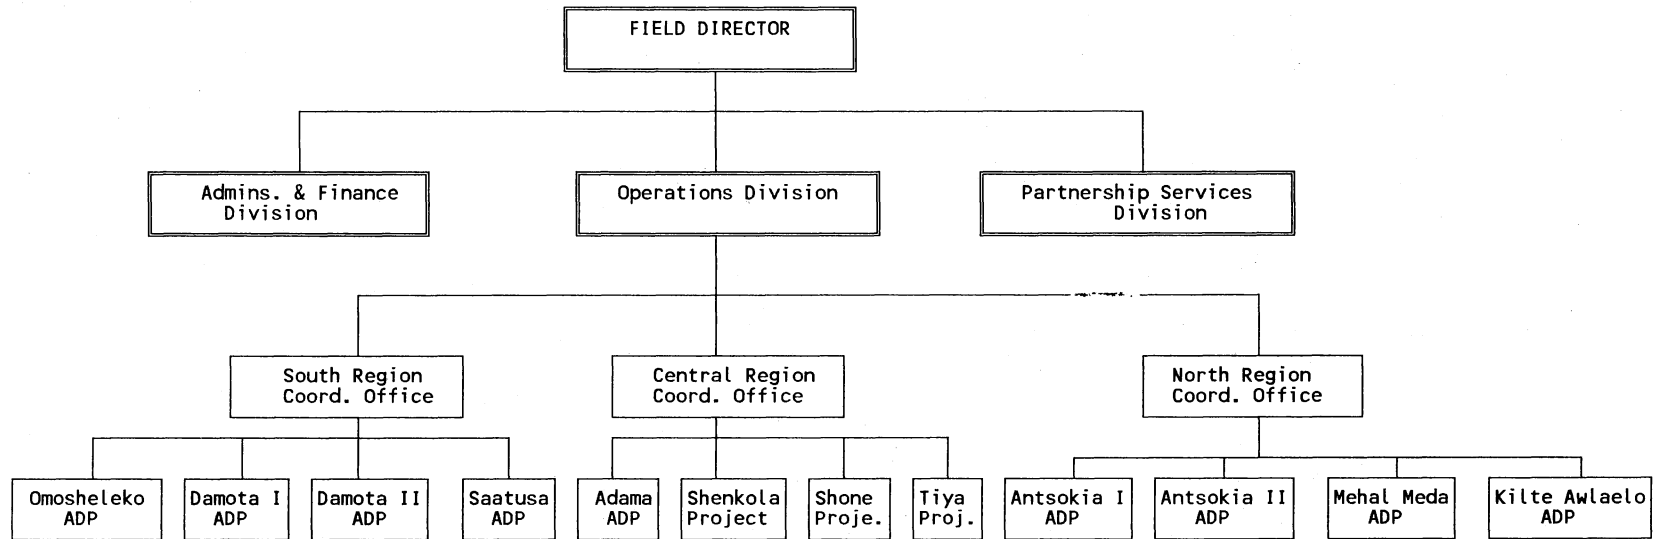 FIELD DIRECTOR
Admins. & Finance
Division
Operations Division
Partnership Services
Division
South Region
Coord. Office
Central Region
Coord. Office
North Region
Coord. Office
Omosheleko
ADP
Damota I
ADP
Damota II
ADP
Saatusa
ADP
Adama
ADP
Shenkola
Project
Shone
Proje.
Tiya
Proj.
Antsokia I
ADP
Antsokia II
ADP
Mehal Meda
ADP
Kilte Awlaelo
ADP